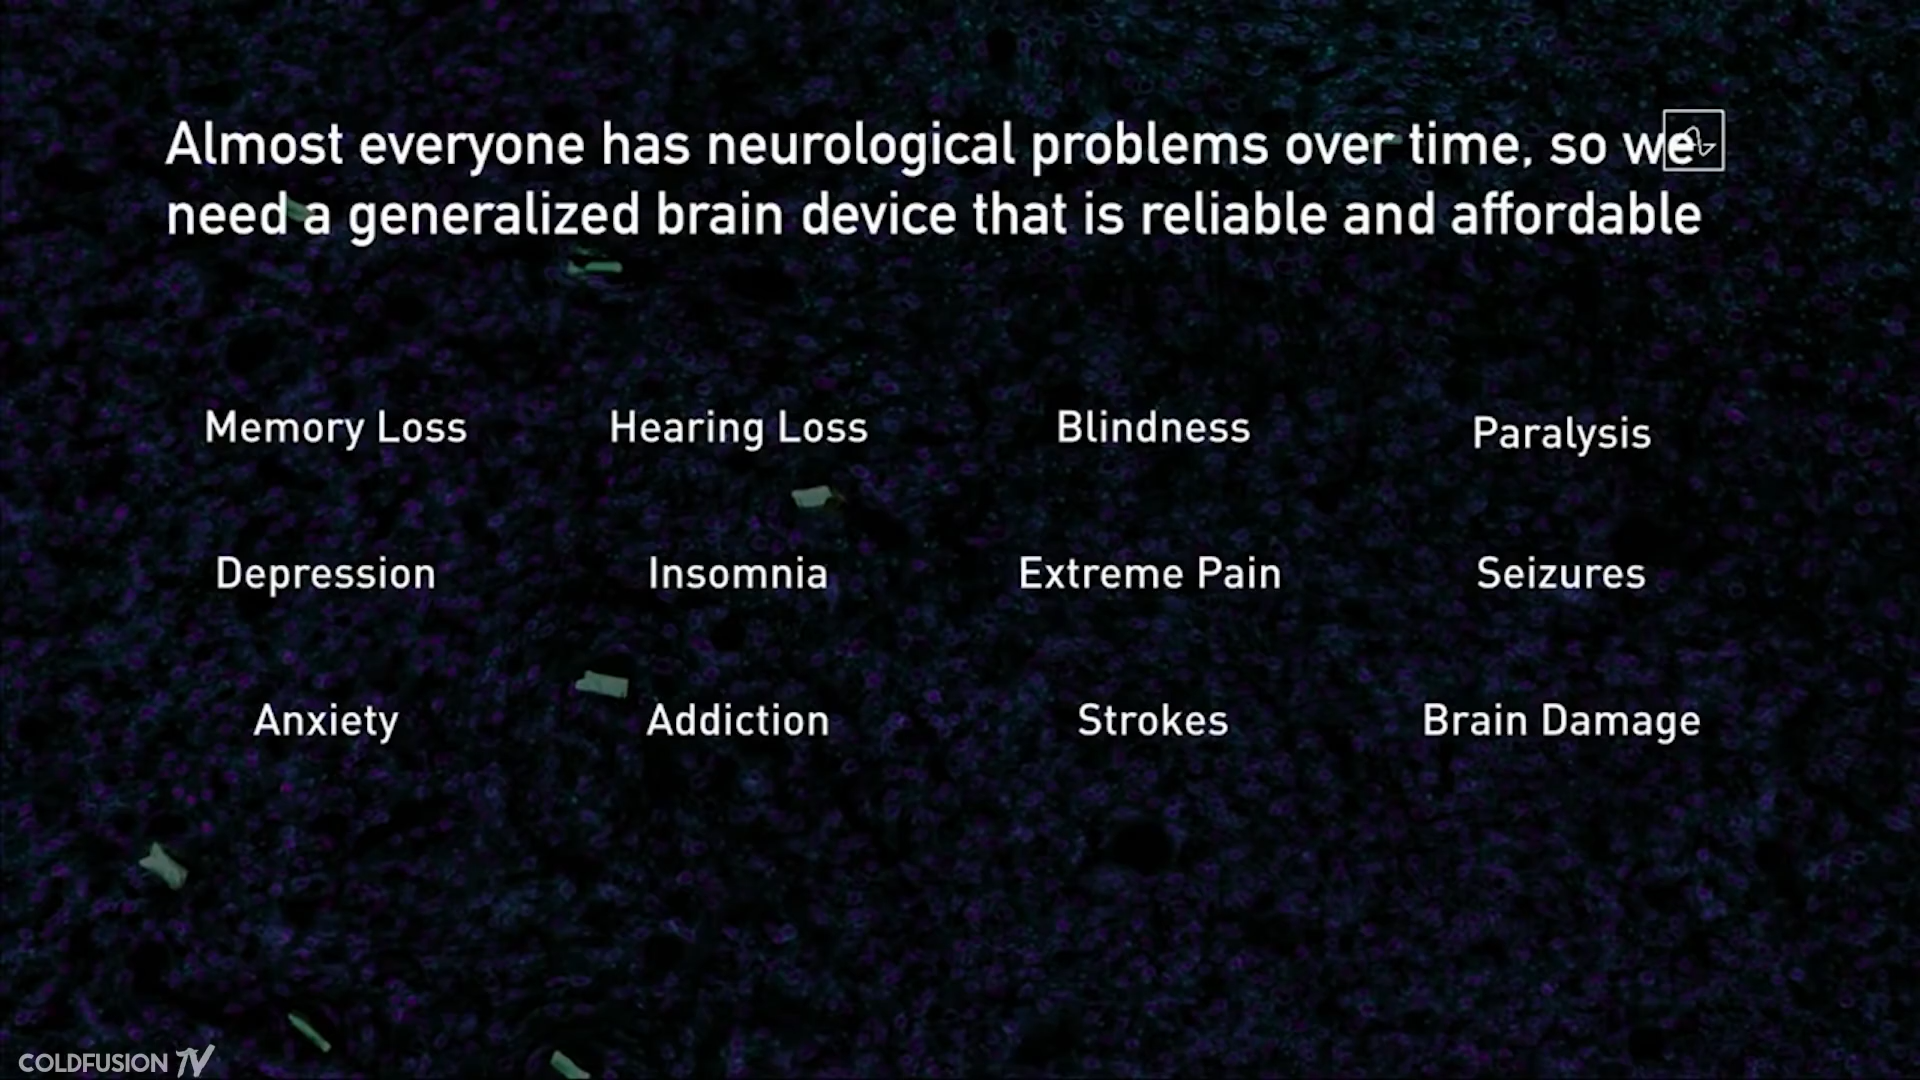 Almost everyone has neurological problems over time, so we
need a generalized brain device that is reliable and affordable
Memory Loss Hearing Loss Blindness Paralysis
Depression Insomnia Extreme Pain Seizures
Anxiety Addiction Strokes Brain Damage
COLDFUSION TV